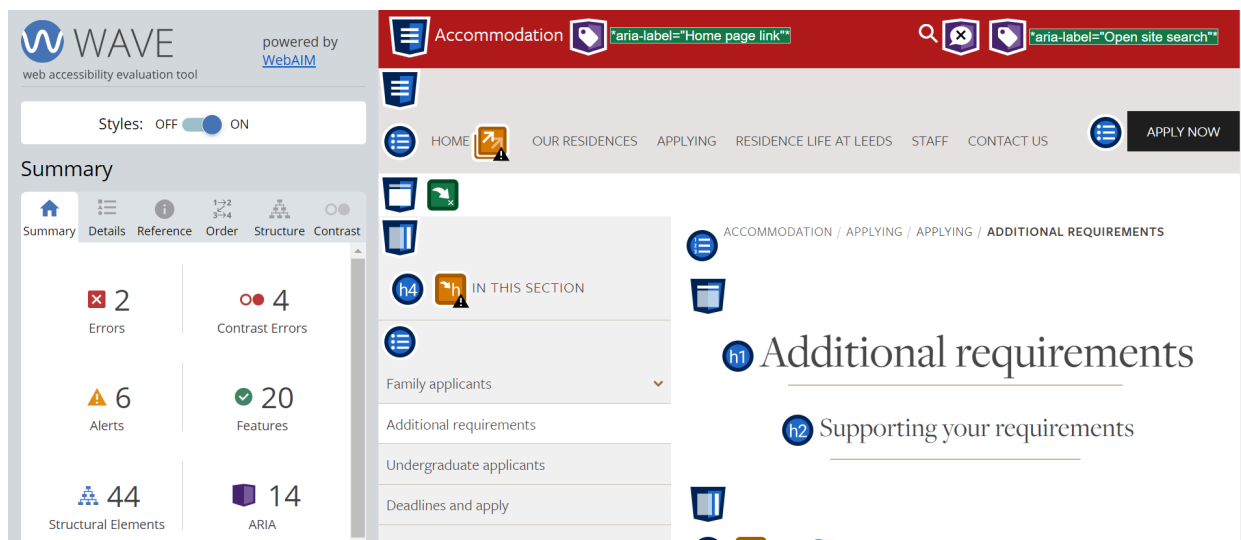 WAVE
powered by
WebAIM
web accessibility evaluation tool
Styles: OFF ON
Summary
Summary Details Reference Order Structure Contrast
2
Errors
4
Contrast Errors
6
Alerts
20
Features
44
Structural Elements
14
ARIA
Accommodation *aria-label="Home page link"* *aria-label="Open site search"*
HOME OUR RESIDENCES APPLYING RESIDENCE LIFE AT LEEDS STAFF CONTACT US APPLY NOW
h4 h IN THIS SECTION
Family applicants
Additional requirements
Undergraduate applicants
Deadlines and apply
ACCOMMODATION / APPLYING / APPLYING / ADDITIONAL REQUIREMENTS
h1 Additional requirements
h2 Supporting your requirements